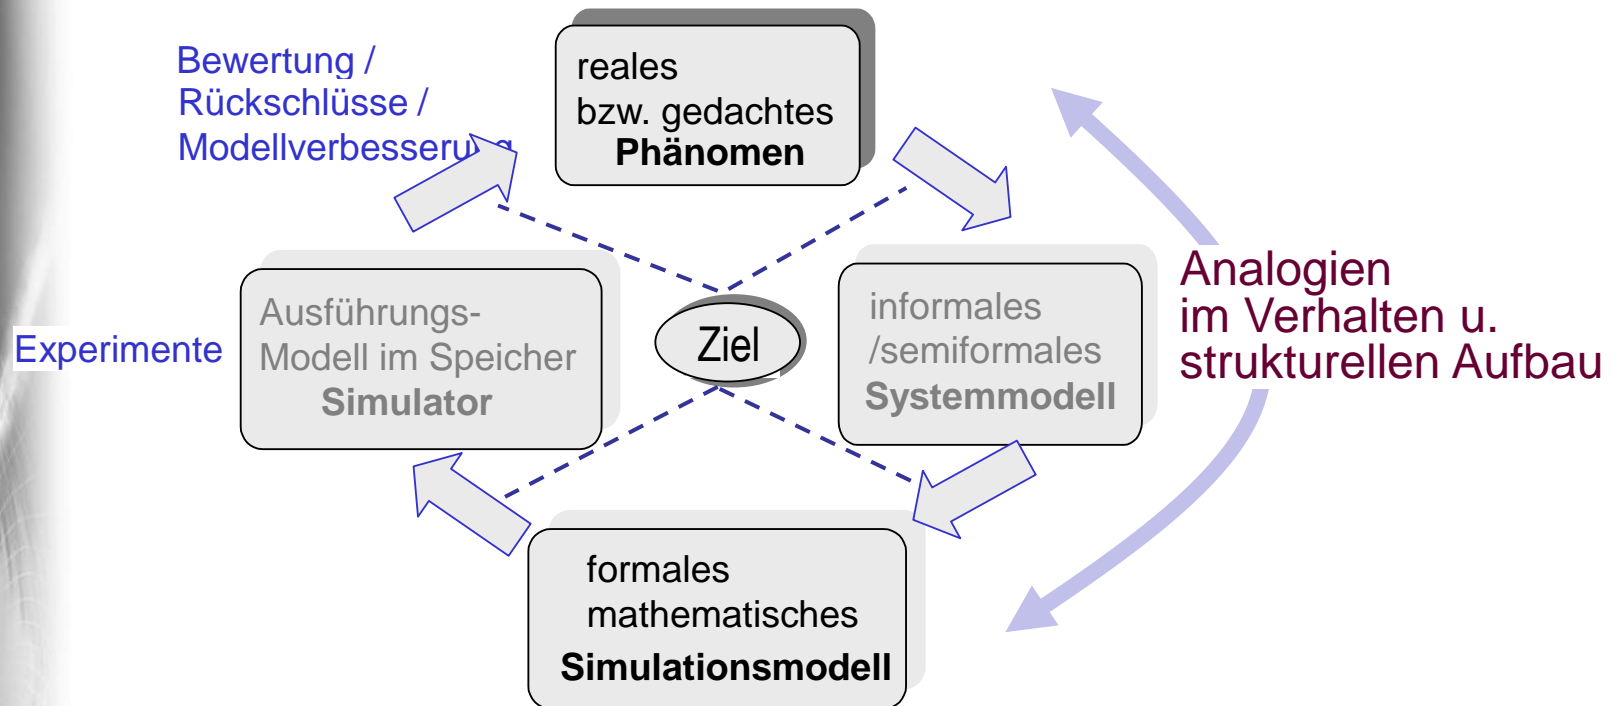 Bewertung /
Rückschlüsse /
Modellverbesserung
reales
bzw. gedachtes
Phänomen
Analogien
im Verhalten u.
strukturellen Aufbau
informales
/semiformales
Systemmodell
Ziel
Ausführungs-
Modell im Speicher
Simulator
Experimente
formales
mathematisches
Simulationsmodell